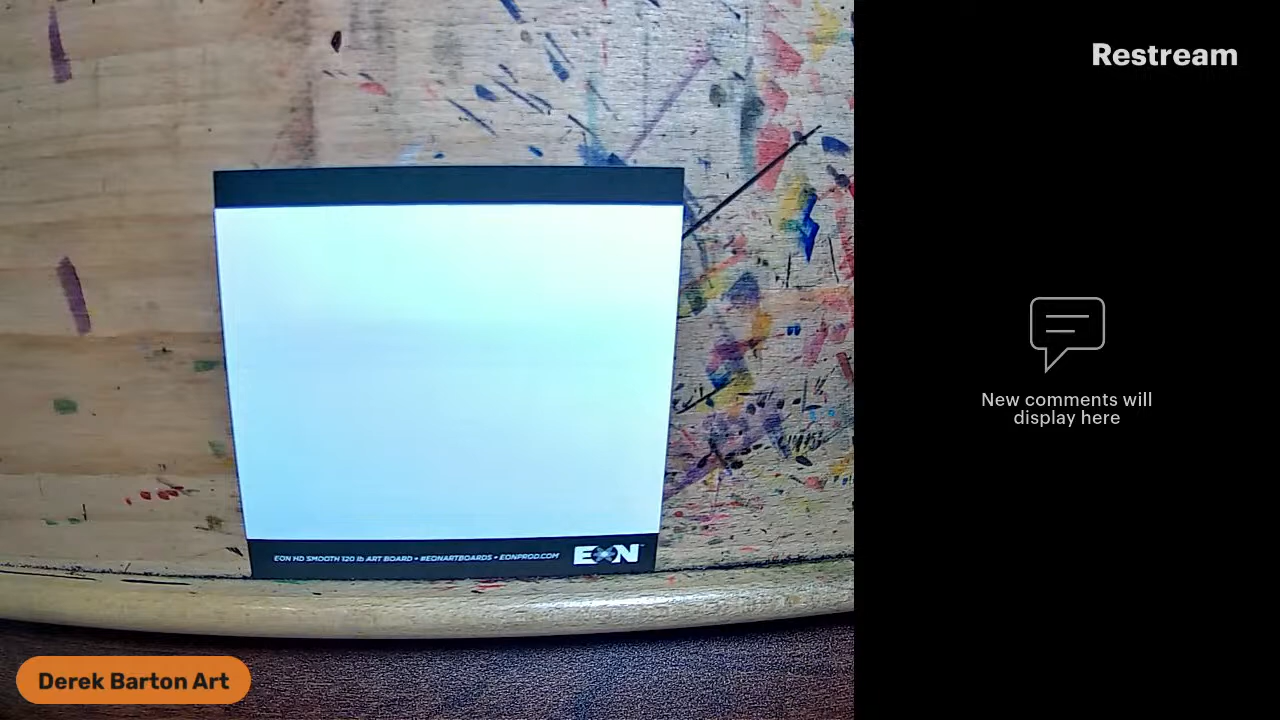 Restream
New comments will
display here
EON HD SMOOTH 120 lb ART BOARD • #EONARTBOARDS • EONPROD.COM
EON
Derek Barton Art